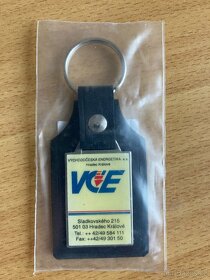 VÝCHODOČESKÁ ENERGETIKA a.s.
Hradec Králové
VČE
Sladkovského 215
501 03 Hradec Králové
Tel.: ++ 42/49 584 111
Fax: ++42/49 301 50